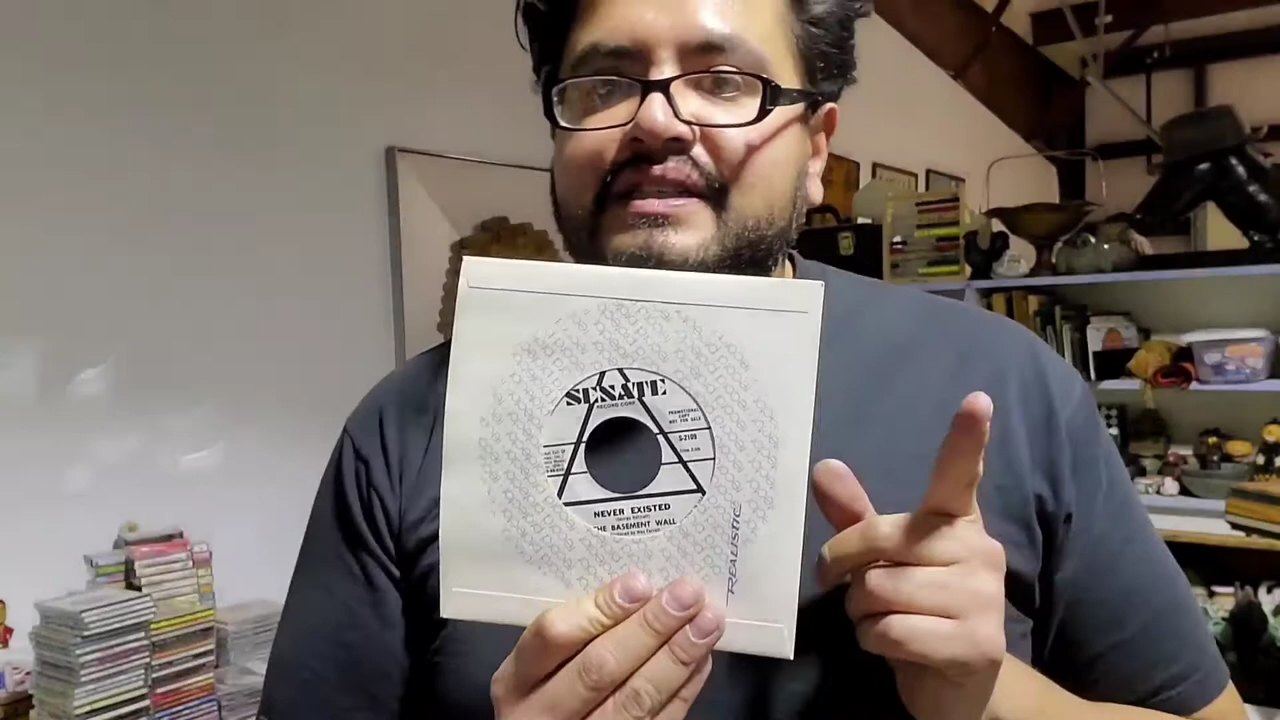 SENATE
RECORD CORP.
PROMOTIONAL
COPY
NOT FOR SALE
S-2109
NEVER EXISTED
THE BASEMENT WALL
REALISTIC